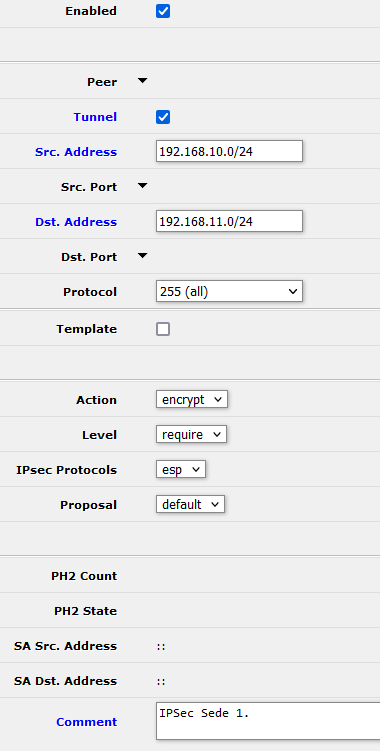 Enabled
Peer
Tunnel
Src. Address 192.168.10.0/24
Src. Port
Dst. Address 192.168.11.0/24
Dst. Port
Protocol 255 (all)
Template
Action encrypt
Level require
IPsec Protocols esp
Proposal default
PH2 Count
PH2 State
SA Src. Address ::
SA Dst. Address ::
Comment IPSec Sede 1.